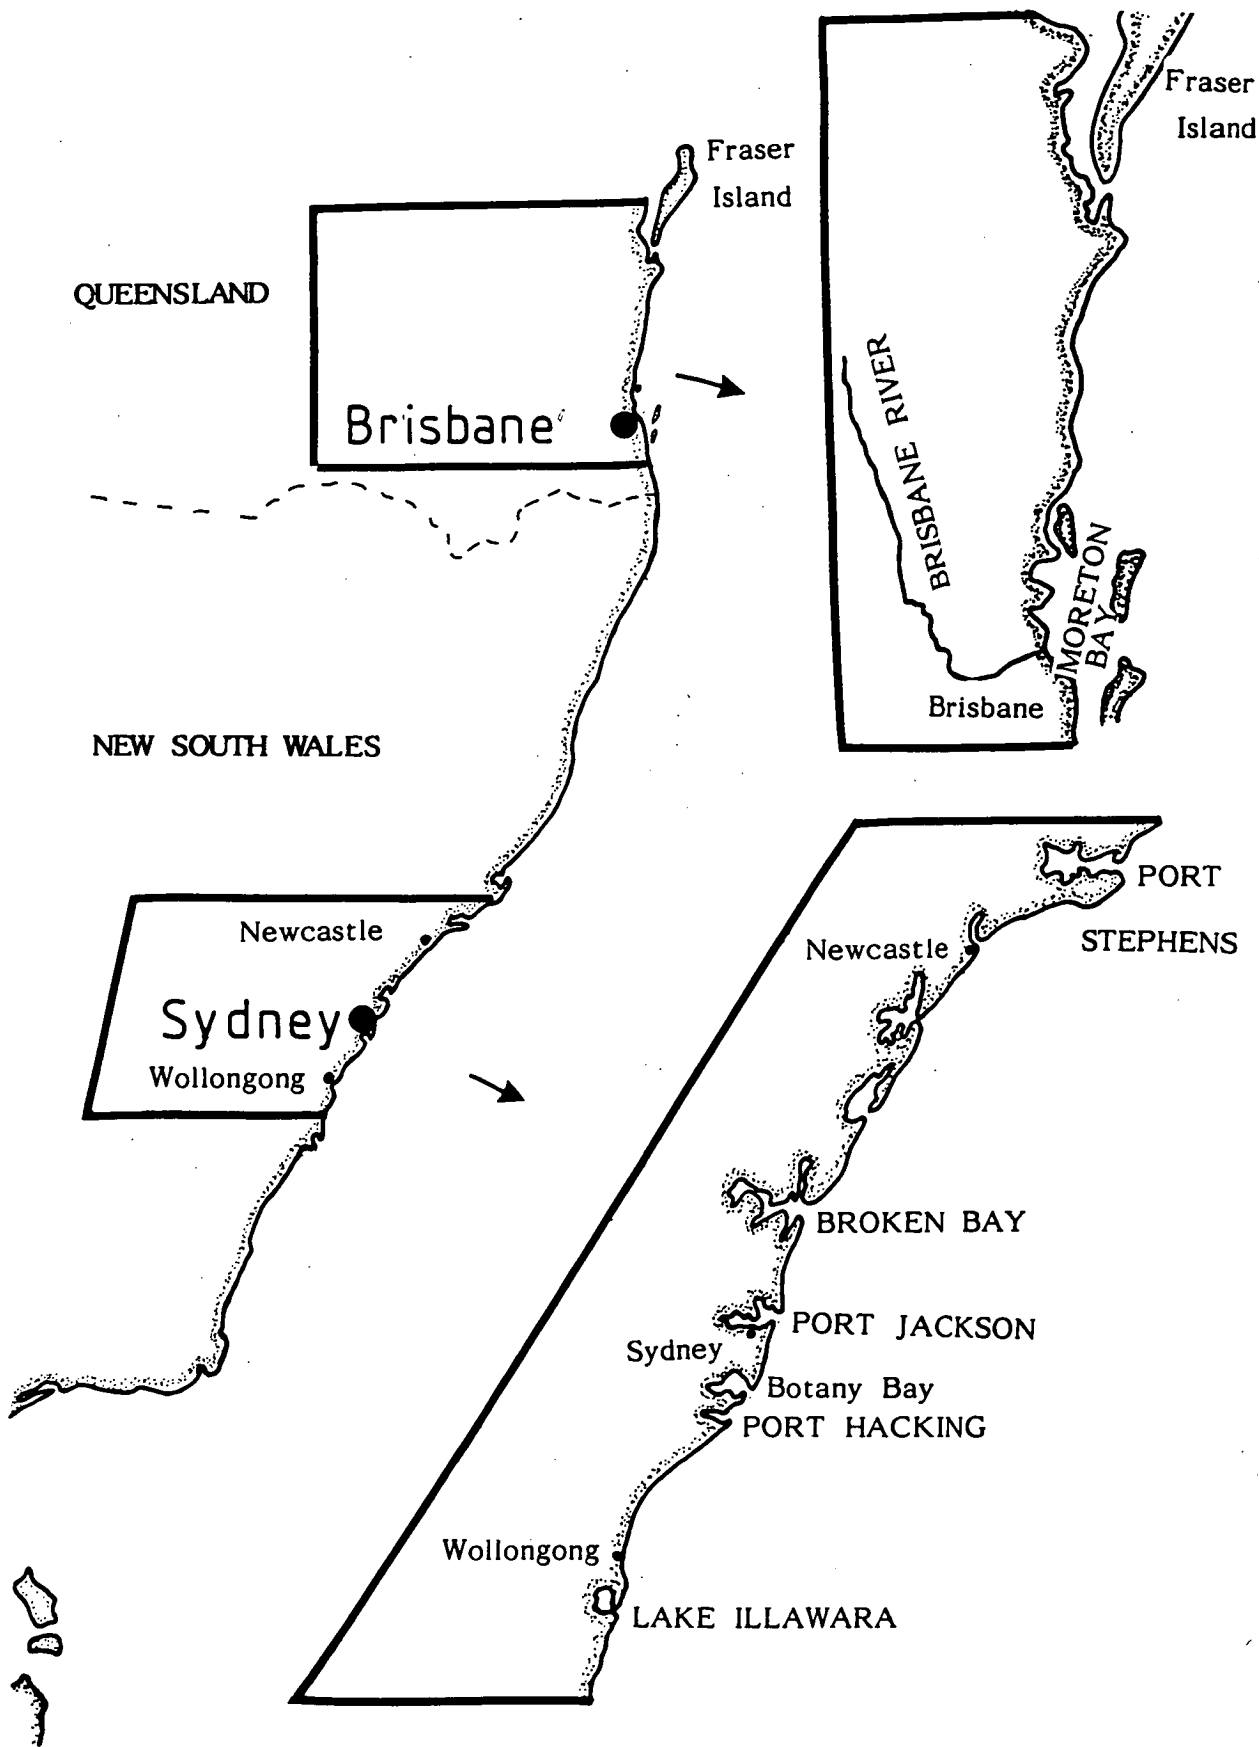 Fraser
Island
QUEENSLAND
Brisbane
NEW SOUTH WALES
Newcastle
Sydney
Wollongong
Fraser
Island
BRISBANE RIVER
MORETON
BAY
Brisbane
PORT
STEPHENS
Newcastle
BROKEN BAY
PORT JACKSON
Sydney
Botany Bay
PORT HACKING
Wollongong
LAKE ILLAWARA